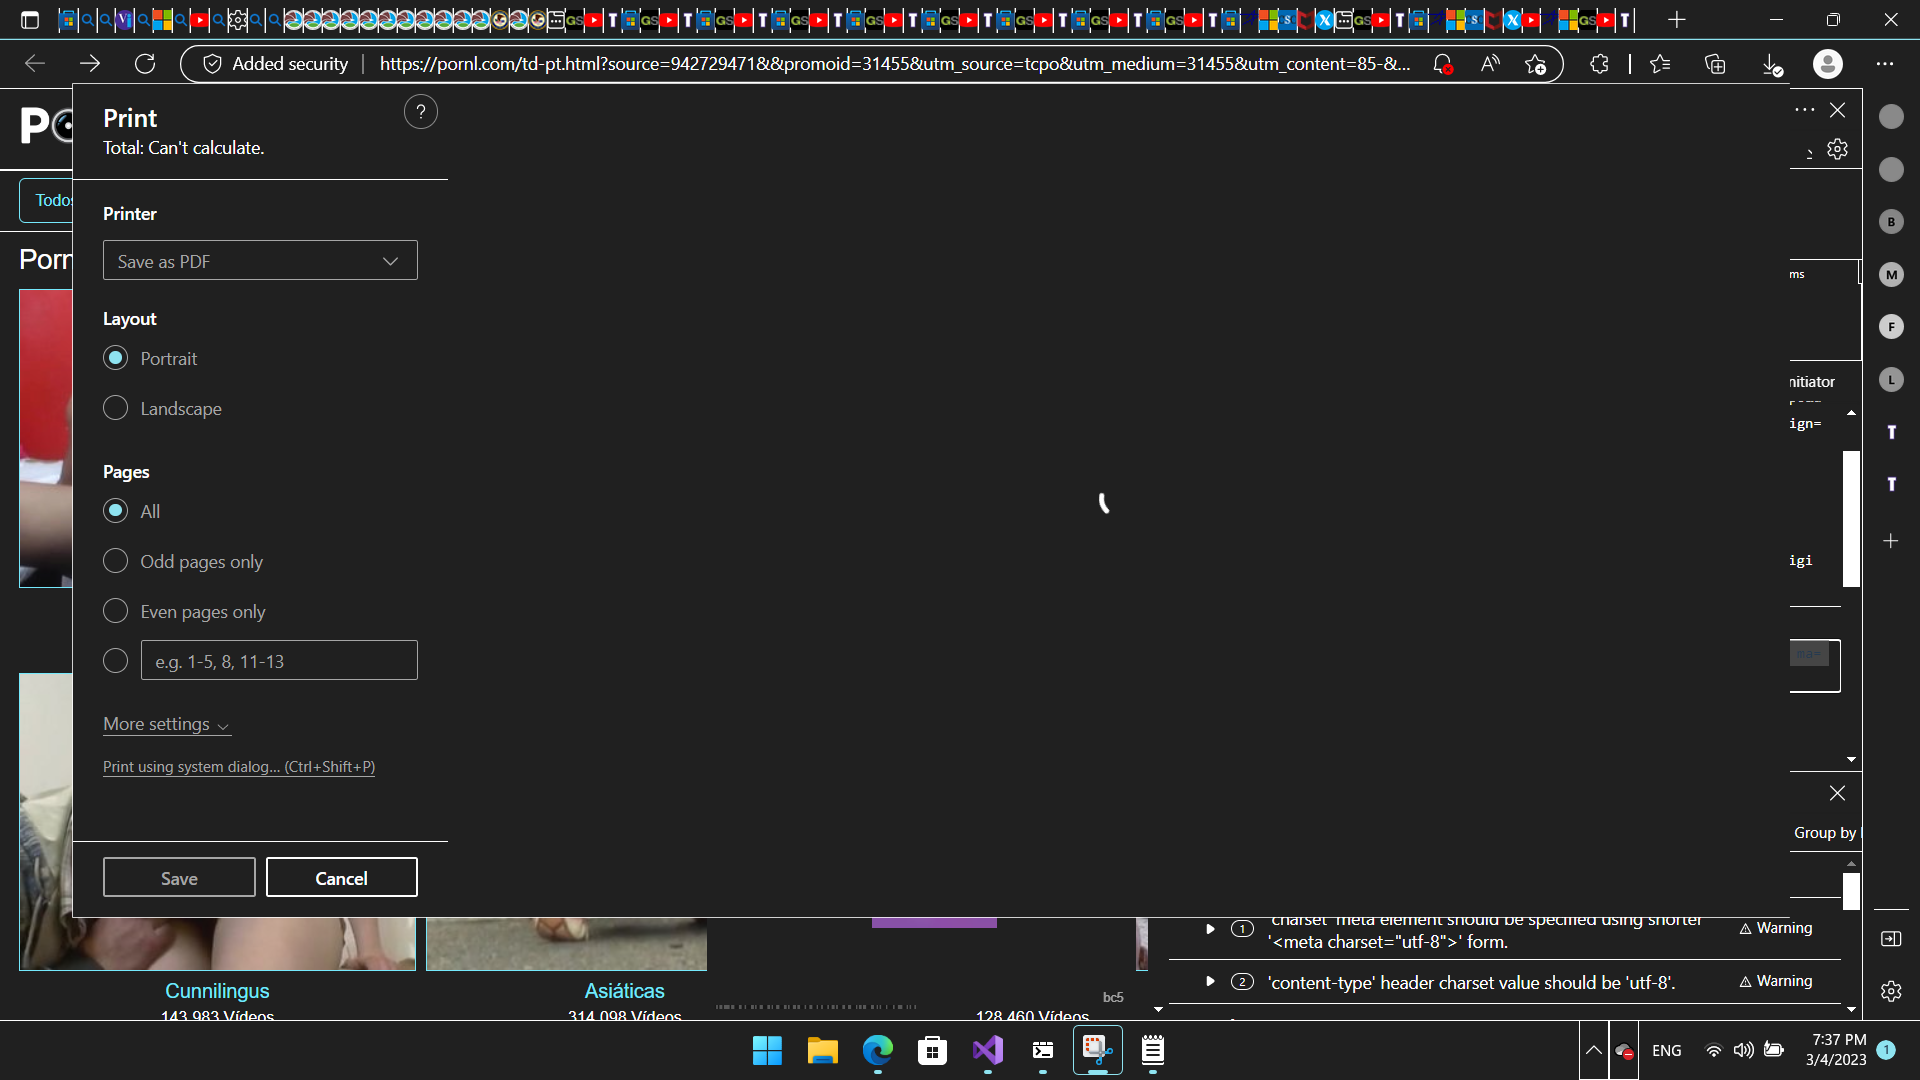 Added security
https://pornl.com/td-pt.html?source=942729471&&promoid=31455&utm_source=tcpo&utm_medium=31455&utm_content=85-&...
Print
Total: Can't calculate.
?
Todos
Printer
Save as PDF
Porn
Layout
Portrait
Landscape
Pages
All
Odd pages only
Even pages only
e.g. 1-5, 8, 11-13
More settings
Print using system dialog... (Ctrl+Shift+P)
Save
Cancel
B
ms
M
F
nitiator
L
ign=
T
T
igi
Group by
1
'charset' meta element should be specified using shorter
'<meta charset="utf-8">' form.
Warning
2
'content-type' header charset value should be 'utf-8'.
Warning
Cunnilingus
143,983 Vídeos
Asiáticas
314,098 Vídeos
128,460 Vídeos
bc5
ENG
7:37 PM
3/4/2023
1